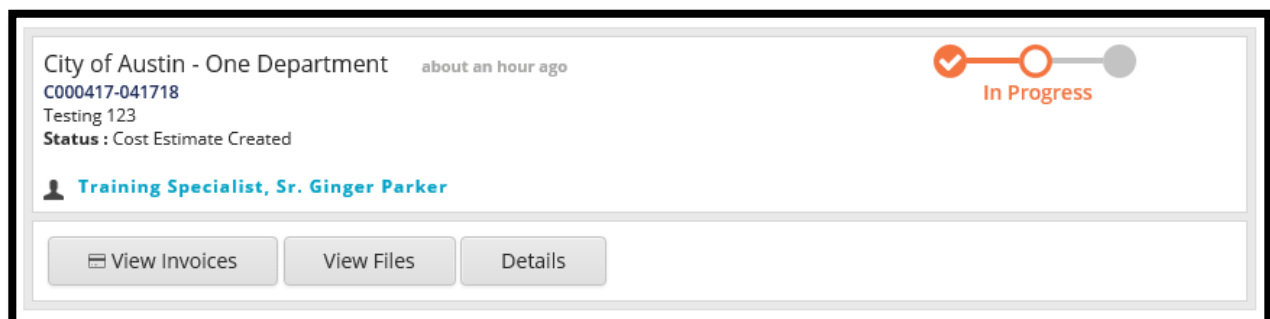 City of Austin - One Department about an hour ago
C000417-041718
Testing 123
Status : Cost Estimate Created
Training Specialist, Sr. Ginger Parker
In Progress
View Invoices View Files Details